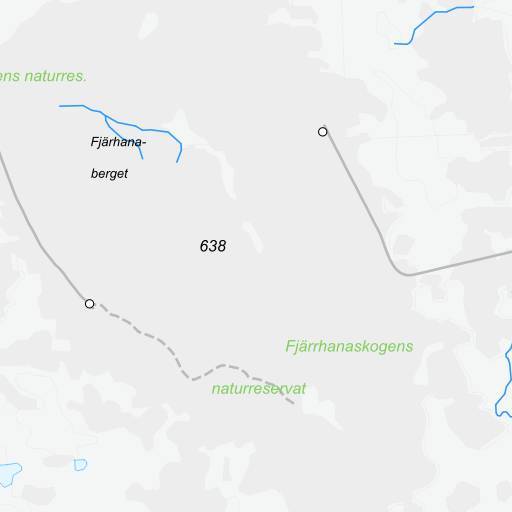 ens naturres.
Fjärhana-
berget
638
Fjärrhanaskogens
naturreservat